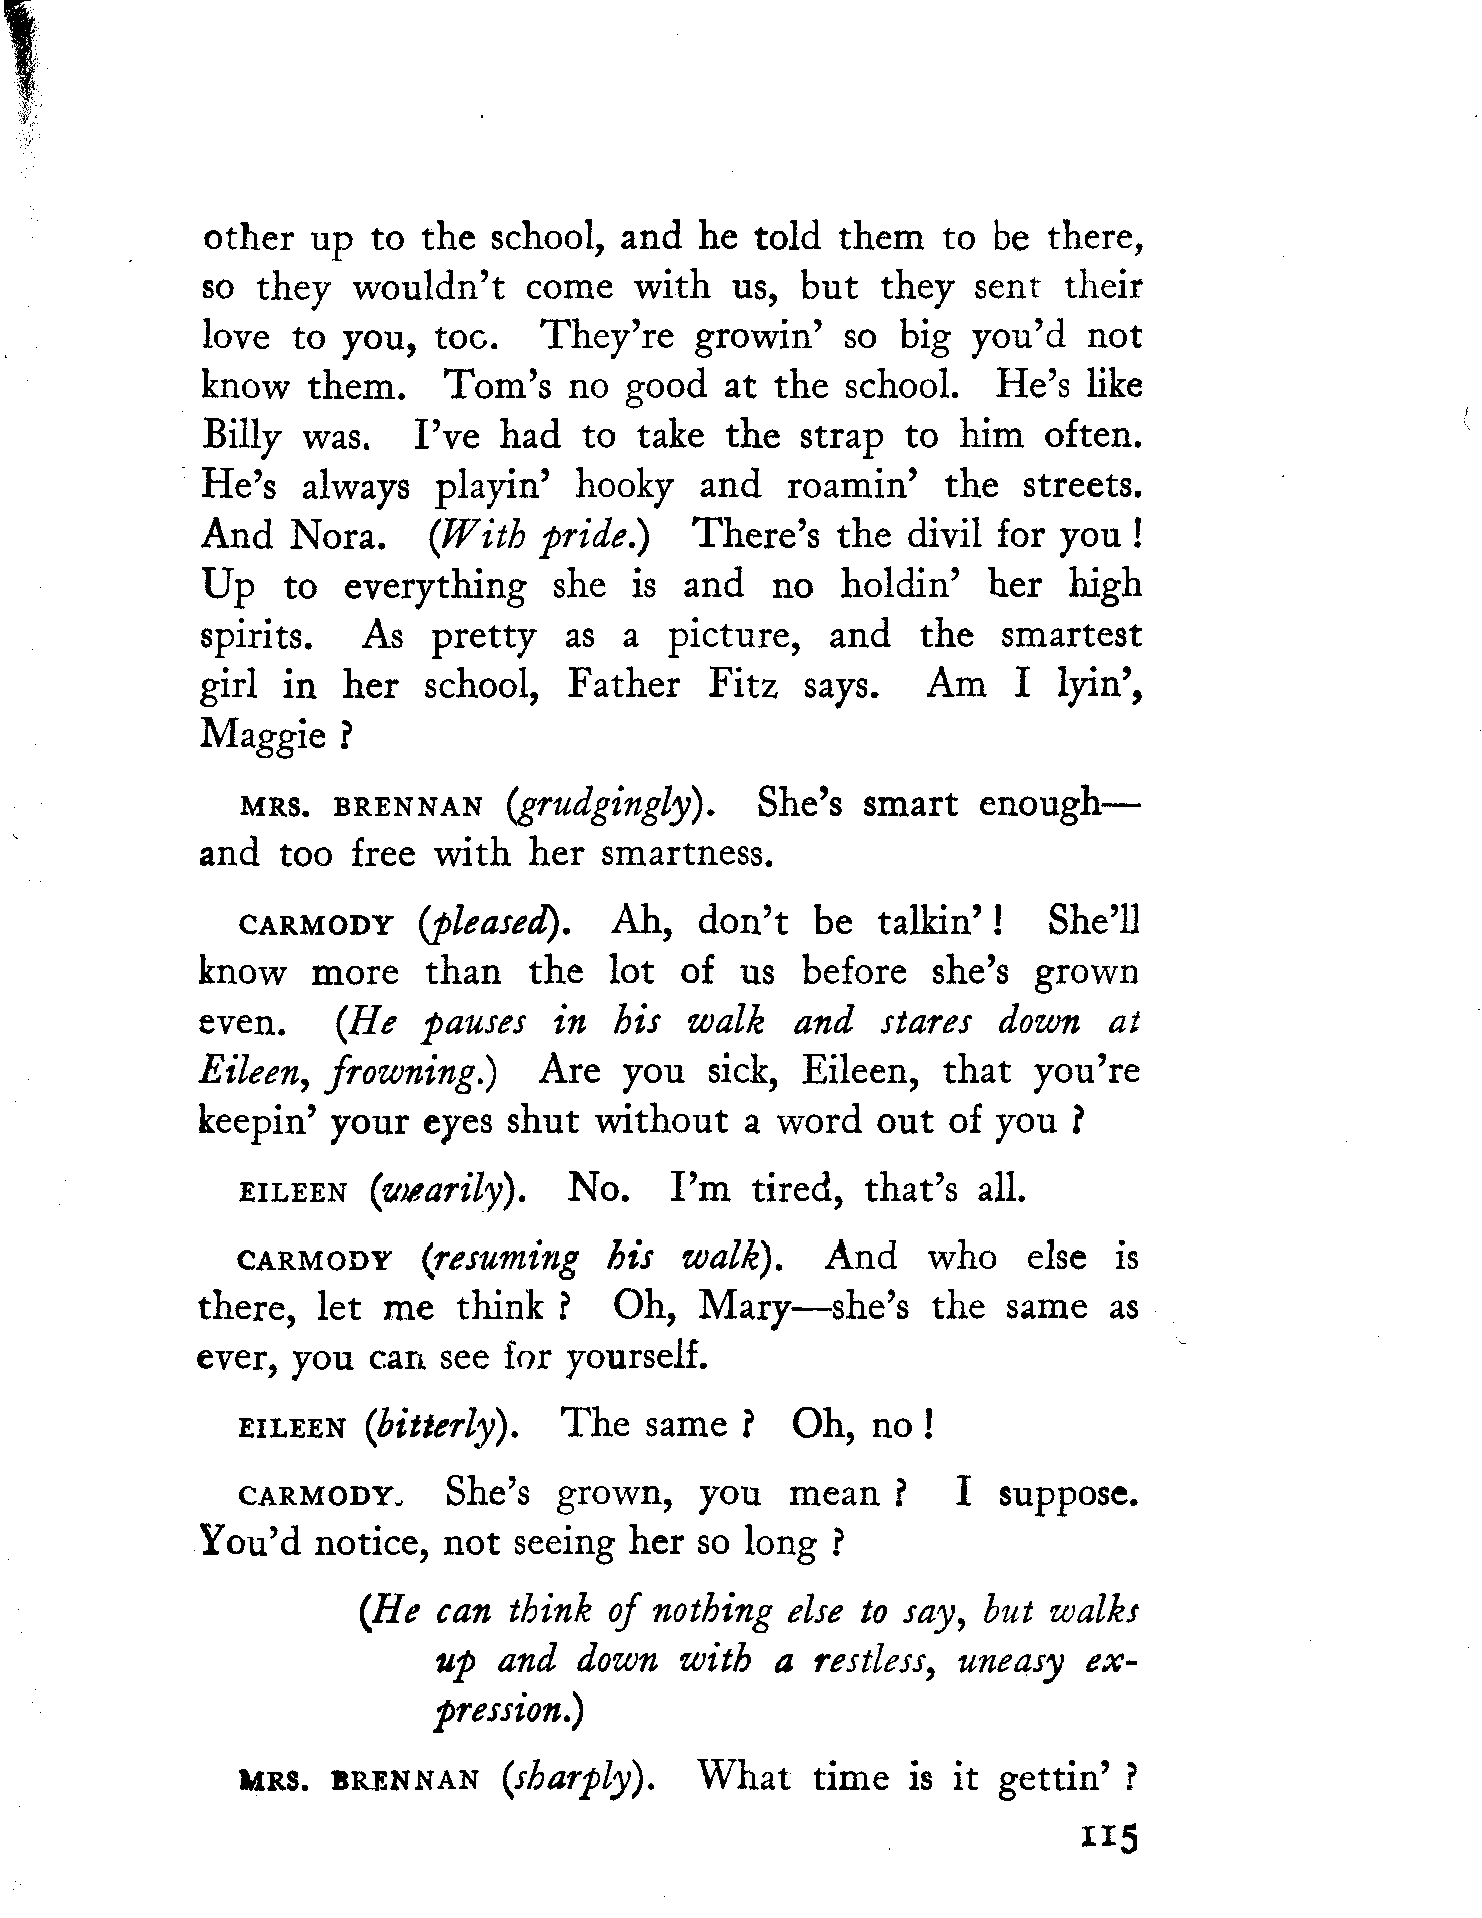 other up to the school, and he told them to be there,
so they wouldn't come with us, but they sent their
love to you, too. They're growin' so big you'd not
know them. Tom's no good at the school. He's like
Billy was. I've had to take the strap to him often.
He's always playin' hooky and roamin' the streets.
And Nora. (With pride.) There's the divil for you !
Up to everything she is and no holdin' her high
spirits. As pretty as a picture, and the smartest
girl in her school, Father Fitz says. Am I lyin',
Maggie ?
MRS. BRENNAN (grudgingly). She's smart enough—
and too free with her smartness.
CARMODY (pleased). Ah, don't be talkin' ! She'll
know more than the lot of us before she's grown
even. (He pauses in his walk and stares down at
Eileen, frowning.) Are you sick, Eileen, that you're
keepin' your eyes shut without a word out of you ?
EILEEN (wearily). No. I'm tired, that's all.
CARMODY (resuming his walk). And who else is
there, let me think ? Oh, Mary—she's the same as
ever, you can see for yourself.
EILEEN (bitterly). The same ? Oh, no !
CARMODY. She's grown, you mean ? I suppose.
You'd notice, not seeing her so long ?
(He can think of nothing else to say, but walks
up and down with a restless, uneasy ex-
pression.)
MRS. BRENNAN (sharply). What time is it gettin' ?
115